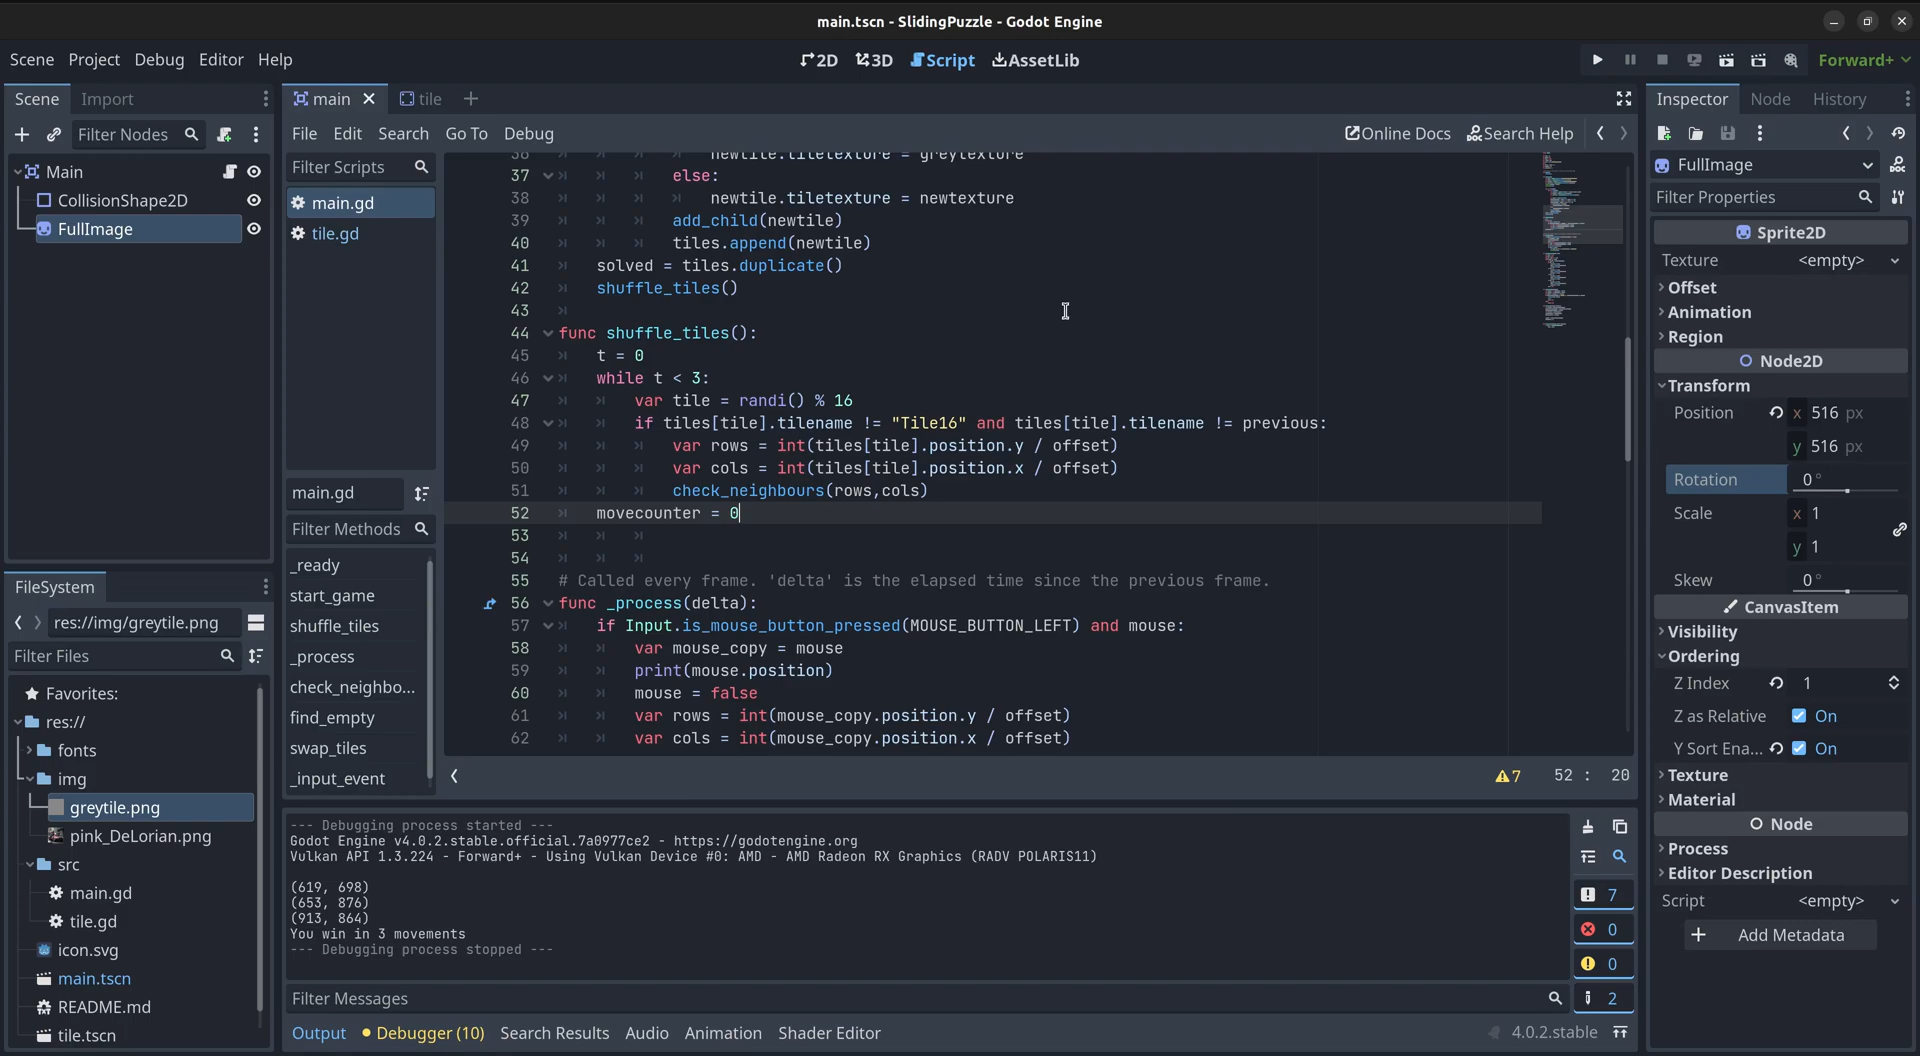 main.tscn - SlidingPuzzle - Godot Engine
Scene Project Debug Editor Help
2D 3D Script AssetLib
Forward+
Scene Import
Filter Nodes
Main
CollisionShape2D
FullImage
FileSystem
res://img/greytile.png
Filter Files
Favorites:
res://
fonts
img
greytile.png
pink_DeLorian.png
src
main.gd
tile.gd
icon.svg
main.tscn
README.md
tile.tscn
main tile
File Edit Search Go To Debug
Online Docs Search Help
Filter Scripts
main.gd
tile.gd
main.gd
Filter Methods
_ready
start_game
shuffle_tiles
_process
check_neighbo...
find_empty
swap_tiles
_input_event
36 newtile.tiletexture = greytexture
37 else:
38 newtile.tiletexture = newtexture
39 add_child(newtile)
40 tiles.append(newtile)
41 solved = tiles.duplicate()
42 shuffle_tiles()
43
44 func shuffle_tiles():
45 t = 0
46 while t < 3:
47 var tile = randi() % 16
48 if tiles[tile].tilename != "Tile16" and tiles[tile].tilename != previous:
49 var rows = int(tiles[tile].position.y / offset)
50 var cols = int(tiles[tile].position.x / offset)
51 check_neighbours(rows,cols)
52 movecounter = 0
53
54
55 # Called every frame. 'delta' is the elapsed time since the previous frame.
56 func _process(delta):
57 if Input.is_mouse_button_pressed(MOUSE_BUTTON_LEFT) and mouse:
58 var mouse_copy = mouse
59 print(mouse.position)
60 mouse = false
61 var rows = int(mouse_copy.position.y / offset)
62 var cols = int(mouse_copy.position.x / offset)
7 52 : 20
--- Debugging process started ---
Godot Engine v4.0.2.stable.official.7a0977ce2 - https://godotengine.org
Vulkan API 1.3.224 - Forward+ - Using Vulkan Device #0: AMD - AMD Radeon RX Graphics (RADV POLARIS11)
(619, 698)
(653, 876)
(913, 864)
You win in 3 movements
--- Debugging process stopped ---
7
0
0
2
Filter Messages
Output Debugger (10) Search Results Audio Animation Shader Editor
4.0.2.stable
Inspector Node History
FullImage
Filter Properties
Sprite2D
Texture <empty>
Offset
Animation
Region
Node2D
Transform
Position x 516 px
y 516 px
Rotation 0 °
Scale x 1
y 1
Skew 0 °
CanvasItem
Visibility
Ordering
Z Index 1
Z as Relative On
Y Sort Ena... On
Texture
Material
Node
Process
Editor Description
Script <empty>
Add Metadata